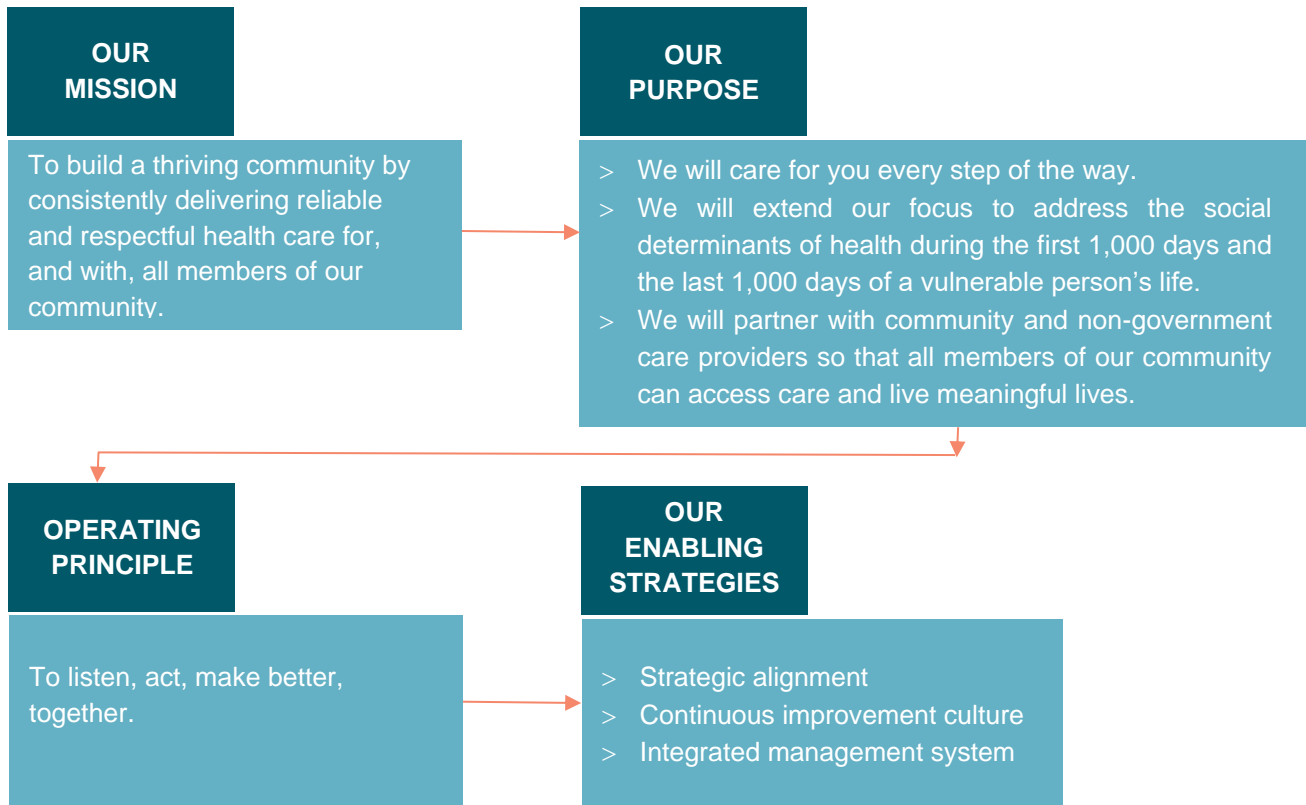 OUR
MISSION
To build a thriving community by
consistently delivering reliable
and respectful health care for,
and with, all members of our
community.
OUR
PURPOSE
> We will care for you every step of the way.
> We will extend our focus to address the social
determinants of health during the first 1,000 days and
the last 1,000 days of a vulnerable person’s life.
> We will partner with community and non-government
care providers so that all members of our community
can access care and live meaningful lives.
OPERATING
PRINCIPLE
To listen, act, make better,
together.
OUR
ENABLING
STRATEGIES
> Strategic alignment
> Continuous improvement culture
> Integrated management system